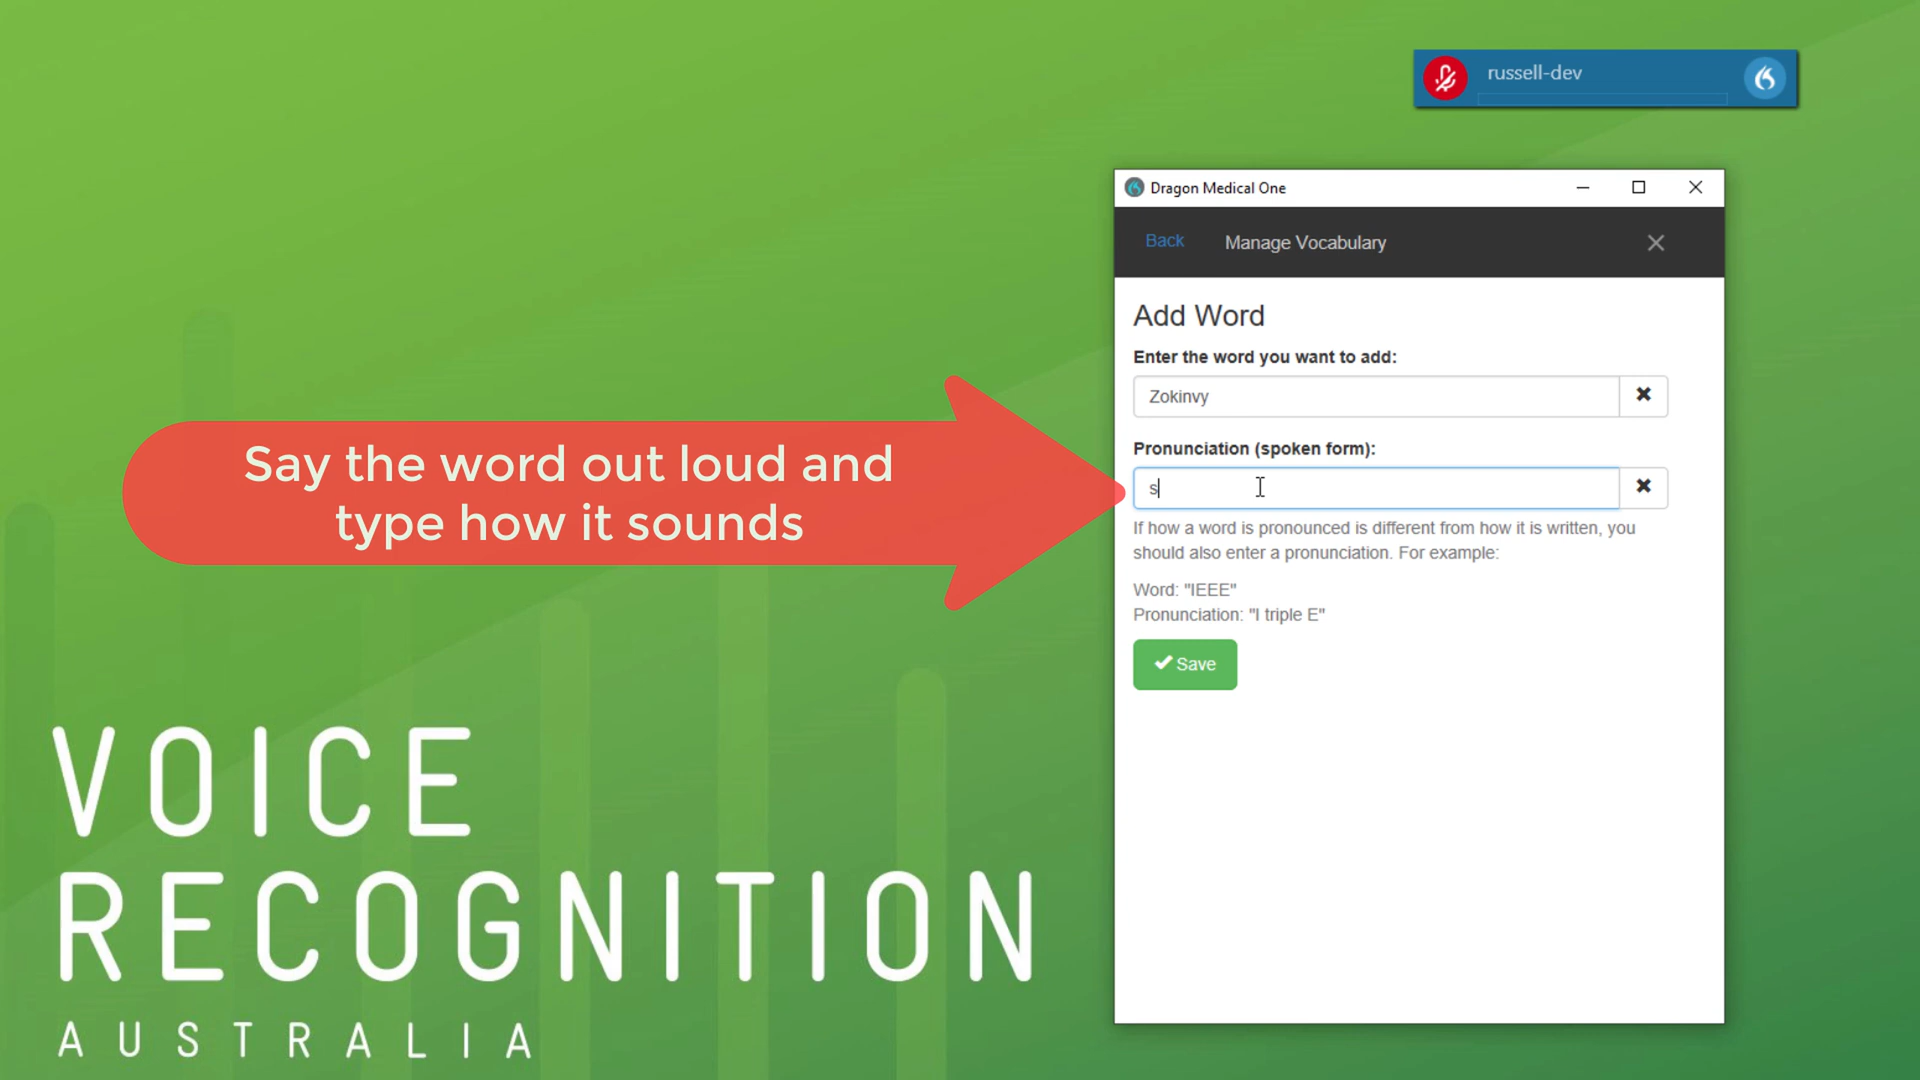 russell-dev
Dragon Medical One
Back
Manage Vocabulary
Add Word
Enter the word you want to add:
Zokinvy
Pronunciation (spoken form):
s
If how a word is pronounced is different from how it is written, you
should also enter a pronunciation. For example:
Word: "IEEE"
Pronunciation: "I triple E"
Save
Say the word out loud and
type how it sounds
VOICE
RECOGNITION
AUSTRALIA